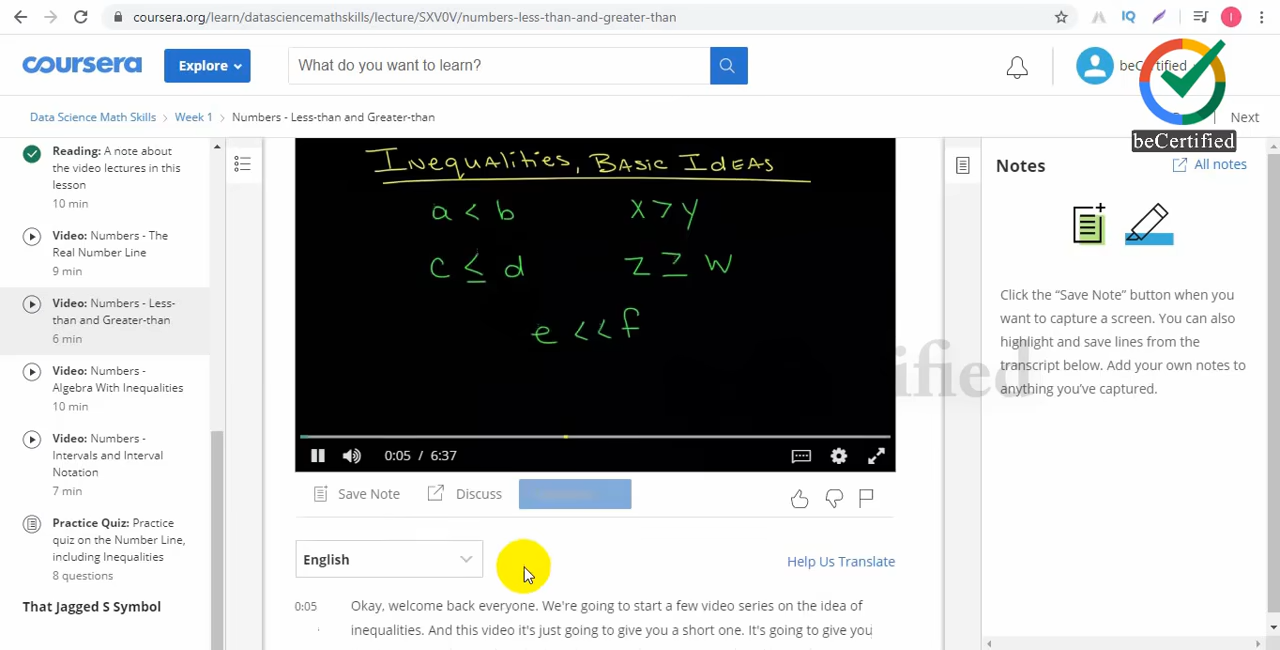 coursera.org/learn/datasciencemathskills/lecture/SXV0V/numbers-less-than-and-greater-than
coursera
Explore
What do you want to learn?
beCertified
beCertified
Data Science Math Skills > Week 1 > Numbers - Less-than and Greater-than
Next
Reading: A note about
the video lectures in this
lesson
10 min
Video: Numbers - The
Real Number Line
9 min
Video: Numbers - Less-
than and Greater-than
6 min
Video: Numbers -
Algebra With Inequalities
10 min
Video: Numbers -
Intervals and Interval
Notation
7 min
Practice Quiz: Practice
quiz on the Number Line,
including Inequalities
8 questions
That Jagged S Symbol
Inequalities, Basic Ideas
a < b x > y
c ≤ d z ≥ w
e << f
0:05 / 6:37
Save Note Discuss
English
Help Us Translate
0:05 Okay, welcome back everyone. We're going to start a few video series on the idea of
inequalities. And this video it's just going to give you a short one. It's going to give you
Notes
All notes
Click the “Save Note” button when you
want to capture a screen. You can also
highlight and save lines from the
transcript below. Add your own notes to
anything you’ve captured.